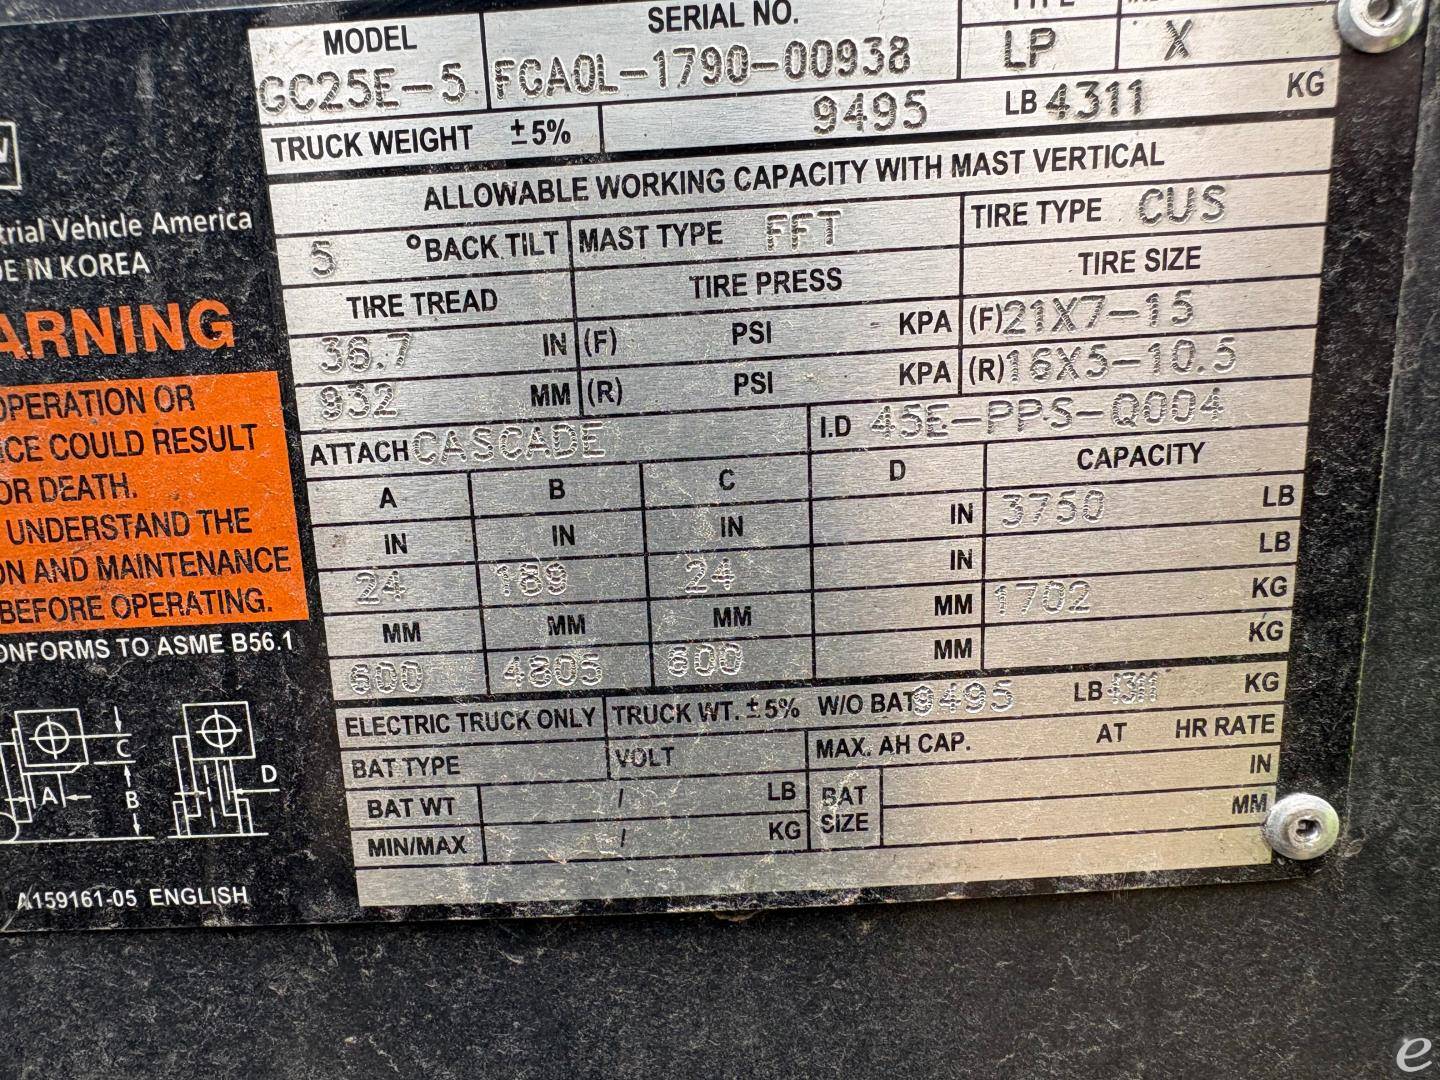 MODEL SERIAL NO.
GC25E-5 FCA0L-1790-00938 LP X
TRUCK WEIGHT ±5% 9495 LB 4311 KG
ALLOWABLE WORKING CAPACITY WITH MAST VERTICAL
5 °BACK TILT MAST TYPE FFT TIRE TYPE CUS
TIRE TREAD TIRE PRESS TIRE SIZE
36.7 IN (F) PSI KPA (F) 21X7-15
932 MM (R) PSI KPA (R) 16X5-10.5
ATTACH CASCADE I.D 45E-PPS-Q004
A B C D CAPACITY
IN IN IN IN 3750 LB
24 189 24 IN LB
MM MM MM MM 1702 KG
600 4805 600 MM KG
ELECTRIC TRUCK ONLY TRUCK WT. ±5% W/O BAT 9495 LB 4311 KG
BAT TYPE VOLT MAX. AH CAP. AT HR RATE
BAT WT / LB BAT SIZE IN
MIN/MAX / KG MM
Vehicle America
IN KOREA
OPERATION OR
COULD RESULT
OR DEATH.
UNDERSTAND THE
AND MAINTENANCE
BEFORE OPERATING.
TO ASME B56.1
C
A B D
A159161-05 ENGLISH
e